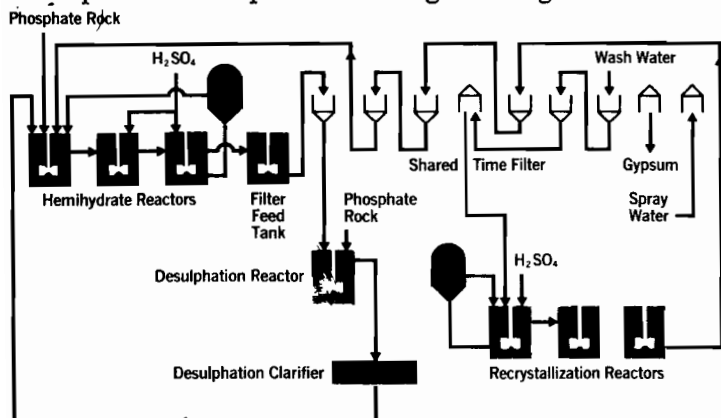 Phosphate Rock
H₂SO₄
Wash Water
Shared Time Filter
Gypsum
Hemihydrate Reactors
Filter
Feed
Tank
Phosphate
Rock
Spray
Water
Desulphation Reactor
H₂SO₄
Desulphation Clarifier
Recrystallization Reactors